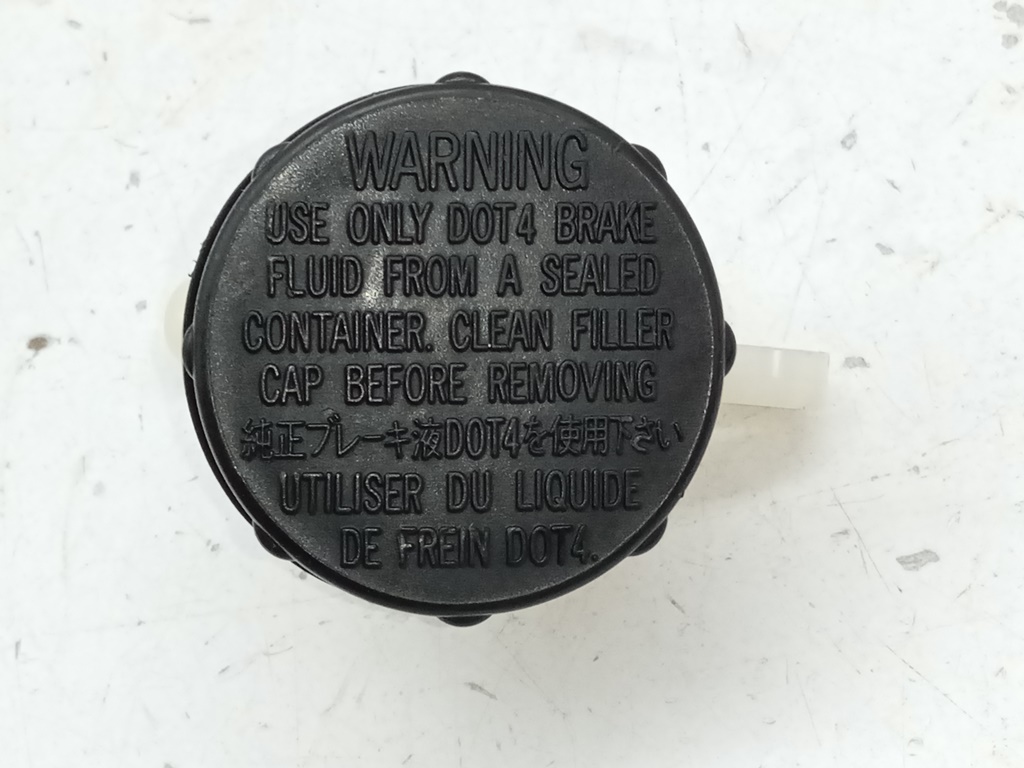 WARNING
USE ONLY DOT4 BRAKE
FLUID FROM A SEALED
CONTAINER. CLEAN FILLER
CAP BEFORE REMOVING
純正ブレーキ液DOT4を使用下さい
UTILISER DU LIQUIDE
DE FREIN DOT4.